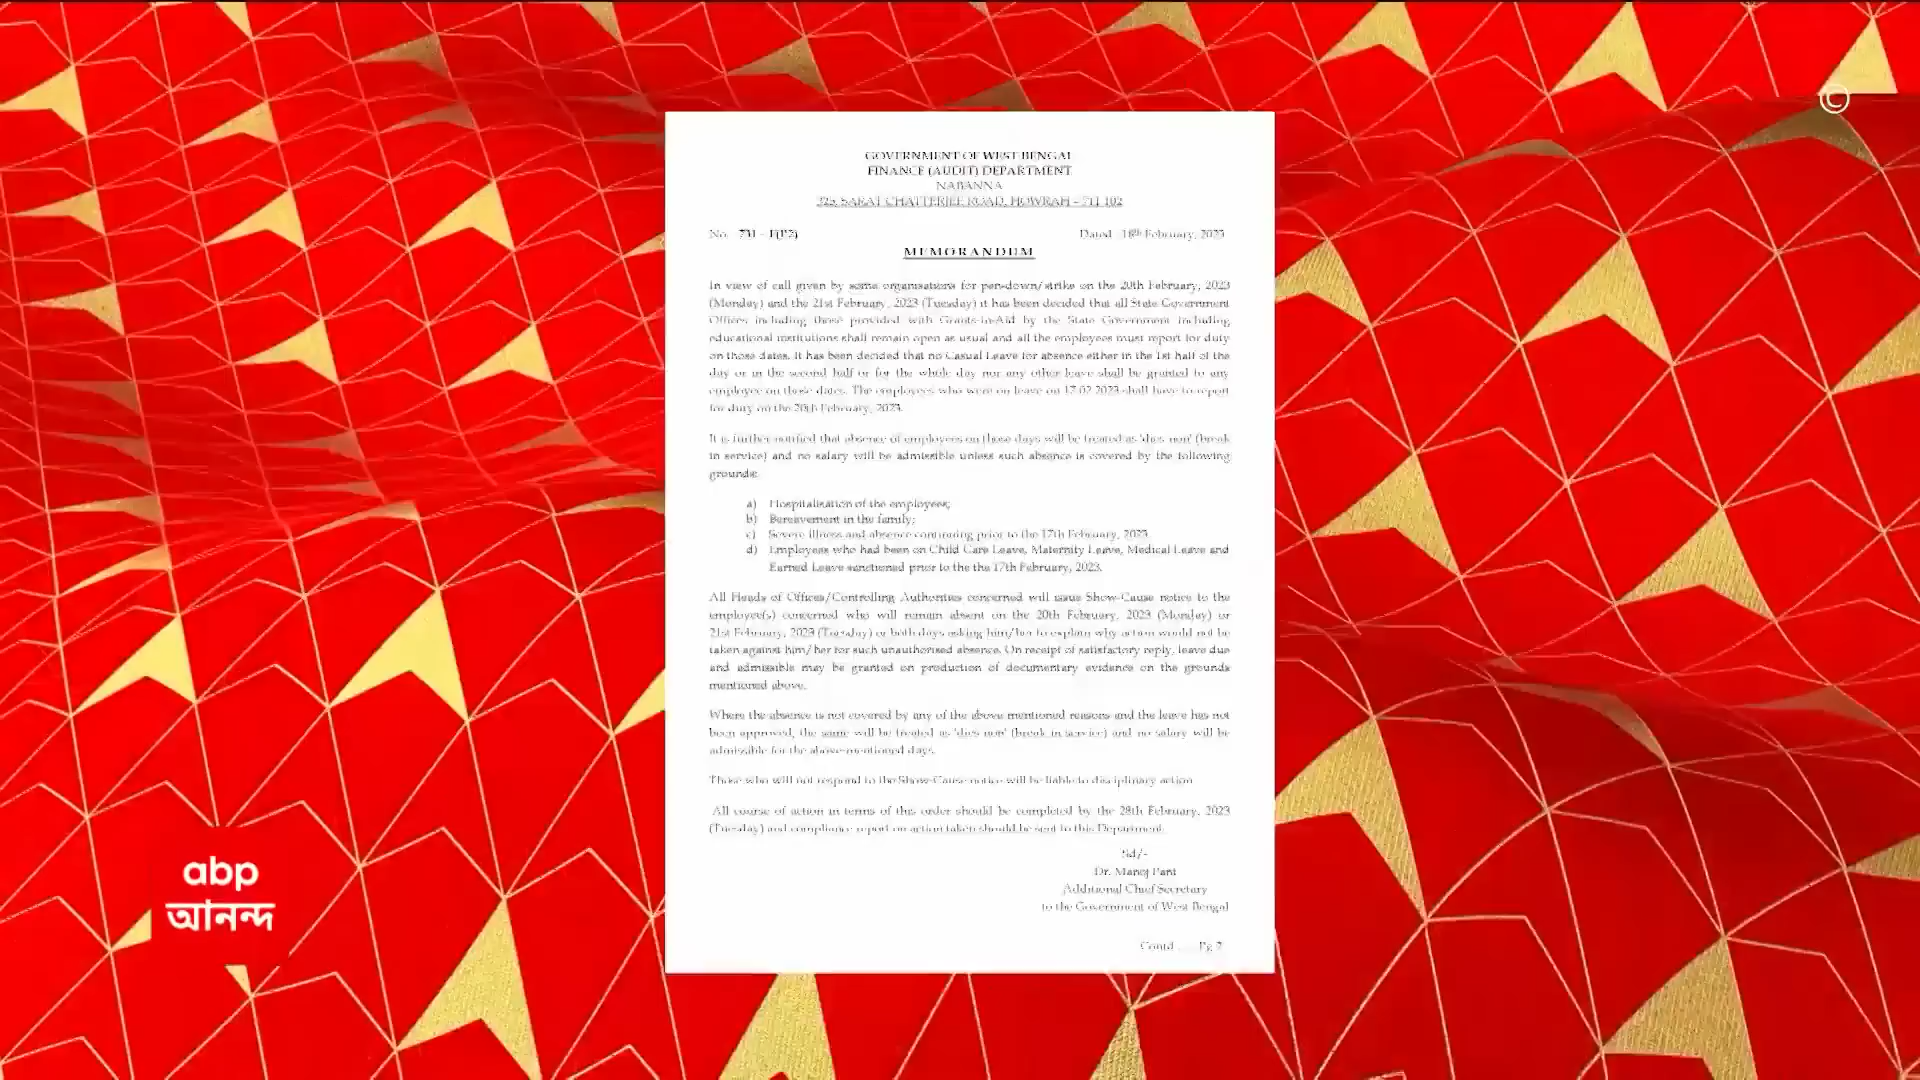 ©
GOVERNMENT OF WEST BENGAL
FINANCE (AUDIT) DEPARTMENT
NABANNA
325, SARAT CHATTERJEE ROAD, HOWRAH – 711 102
No. 731 – F(P2) Dated 18th February, 2023
MEMORANDUM
In view of call given by some organisations for pen-down/strike on the 20th February, 2023
(Monday) and the 21st February, 2023 (Tuesday) it has been decided that all State Government
Offices including those provided with Grants-in-Aid by the State Government including
educational institutions shall remain open as usual and all the employees must report for duty
on those dates. It has been decided that no Casual Leave for absence either in the 1st half of the
day or in the second half or for the whole day nor any other leave shall be granted to any
employee on those dates. The employees who were on leave on 17.02.2023 shall have to report
for duty on the 20th February, 2023.
It is further notified that absence of employees on those days will be treated as 'dies non' (break
in service) and no salary will be admissible unless such absence is covered by the following
grounds:
a) Hospitalisation of the employees;
b) Bereavement in the family;
c) Severe illness and absence continuing prior to the 17th February, 2023
d) Employees who had been on Child Care Leave, Maternity Leave, Medical Leave and
Earned Leave sanctioned prior to the the 17th February, 2023.
All Heads of Offices/Controlling Authorities concerned will issue Show-Cause notice to the
employee(s) concerned who will remain absent on the 20th February, 2023 (Monday) or
21st February, 2023 (Tuesday) or both days asking him/her to explain why action would not be
taken against him/her for such unauthorised absence. On receipt of satisfactory reply, leave due
and admissible may be granted on production of documentary evidence on the grounds
mentioned above.
Where the absence is not covered by any of the above mentioned reasons and the leave has not
been approved, the same will be treated as 'dies non' (break in service) and no salary will be
admissible for the above-mentioned days.
Those who will not respond to the Show-Cause notice will be liable to disciplinary action
All course of action in terms of this order should be completed by the 28th February, 2023
(Tuesday) and compliance report on action taken should be sent to this Department.
Sd/-
Dr. Manoj Pant
Additional Chief Secretary
to the Government of West Bengal
Contd ..... Pg 2
abp
আনন্দ